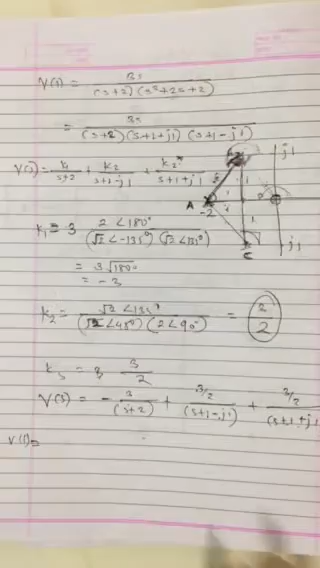 V(s) = 3s / (s+2)(s²+2s+2)
= 3s / (s+2)(s+1+j1)(s+1-j1)
V(s) = K₁/s+2 + K₂/s+1-j1 + K₂*/s+1+j1
K₁ = 3 2∠180° / (√2∠-135°)(√2∠135°)
= 3√180°
= -3
K₂ = √2∠135° / (√2∠45°)(2∠90°) = 3/2
K₃ = 3 3/2
V(s) = -3/(s+2) + 3/2/(s+1-j1) + 3/2/(s+1+j1
V(t)=
j1
A
-2
C
j1